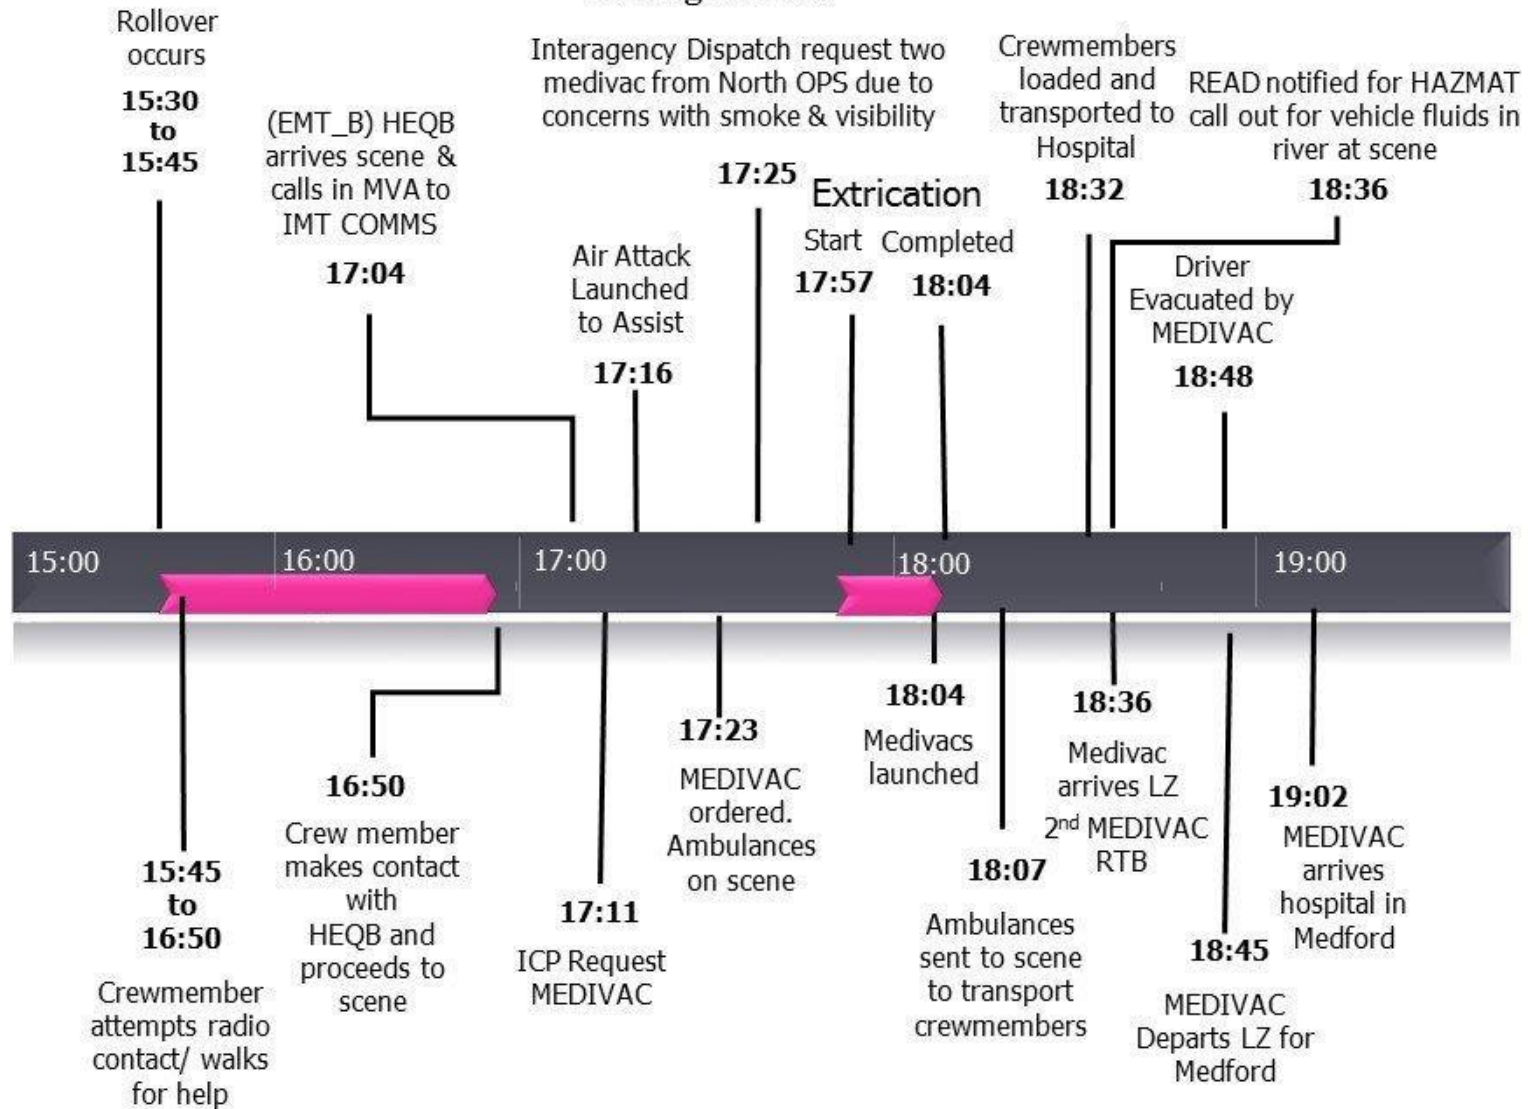 Rollover
occurs
15:30
to
15:45
(EMT_B) HEQB
arrives scene &
calls in MVA to
IMT COMMS
17:04
Air Attack
Launched
to Assist
17:16
Interagency Dispatch request two
medivac from North OPS due to
concerns with smoke & visibility
17:25
Extrication
Start Completed
17:57 18:04
Crewmembers
loaded and
transported to
Hospital
18:32
READ notified for HAZMAT
call out for vehicle fluids in
river at scene
18:36
Driver
Evacuated by
MEDIVAC
18:48
15:00 16:00 17:00 18:00 19:00
15:45
to
16:50
Crewmember
attempts radio
contact/ walks
for help
16:50
Crew member
makes contact
with
HEQB and
proceeds to
scene
17:11
ICP Request
MEDIVAC
17:23
MEDIVAC
ordered.
Ambulances
on scene
18:04
Medivacs
launched
18:07
Ambulances
sent to scene
to transport
crewmembers
18:36
Medivac
arrives LZ
2nd MEDIVAC
RTB
18:45
MEDIVAC
Departs LZ for
Medford
19:02
MEDIVAC
arrives
hospital in
Medford